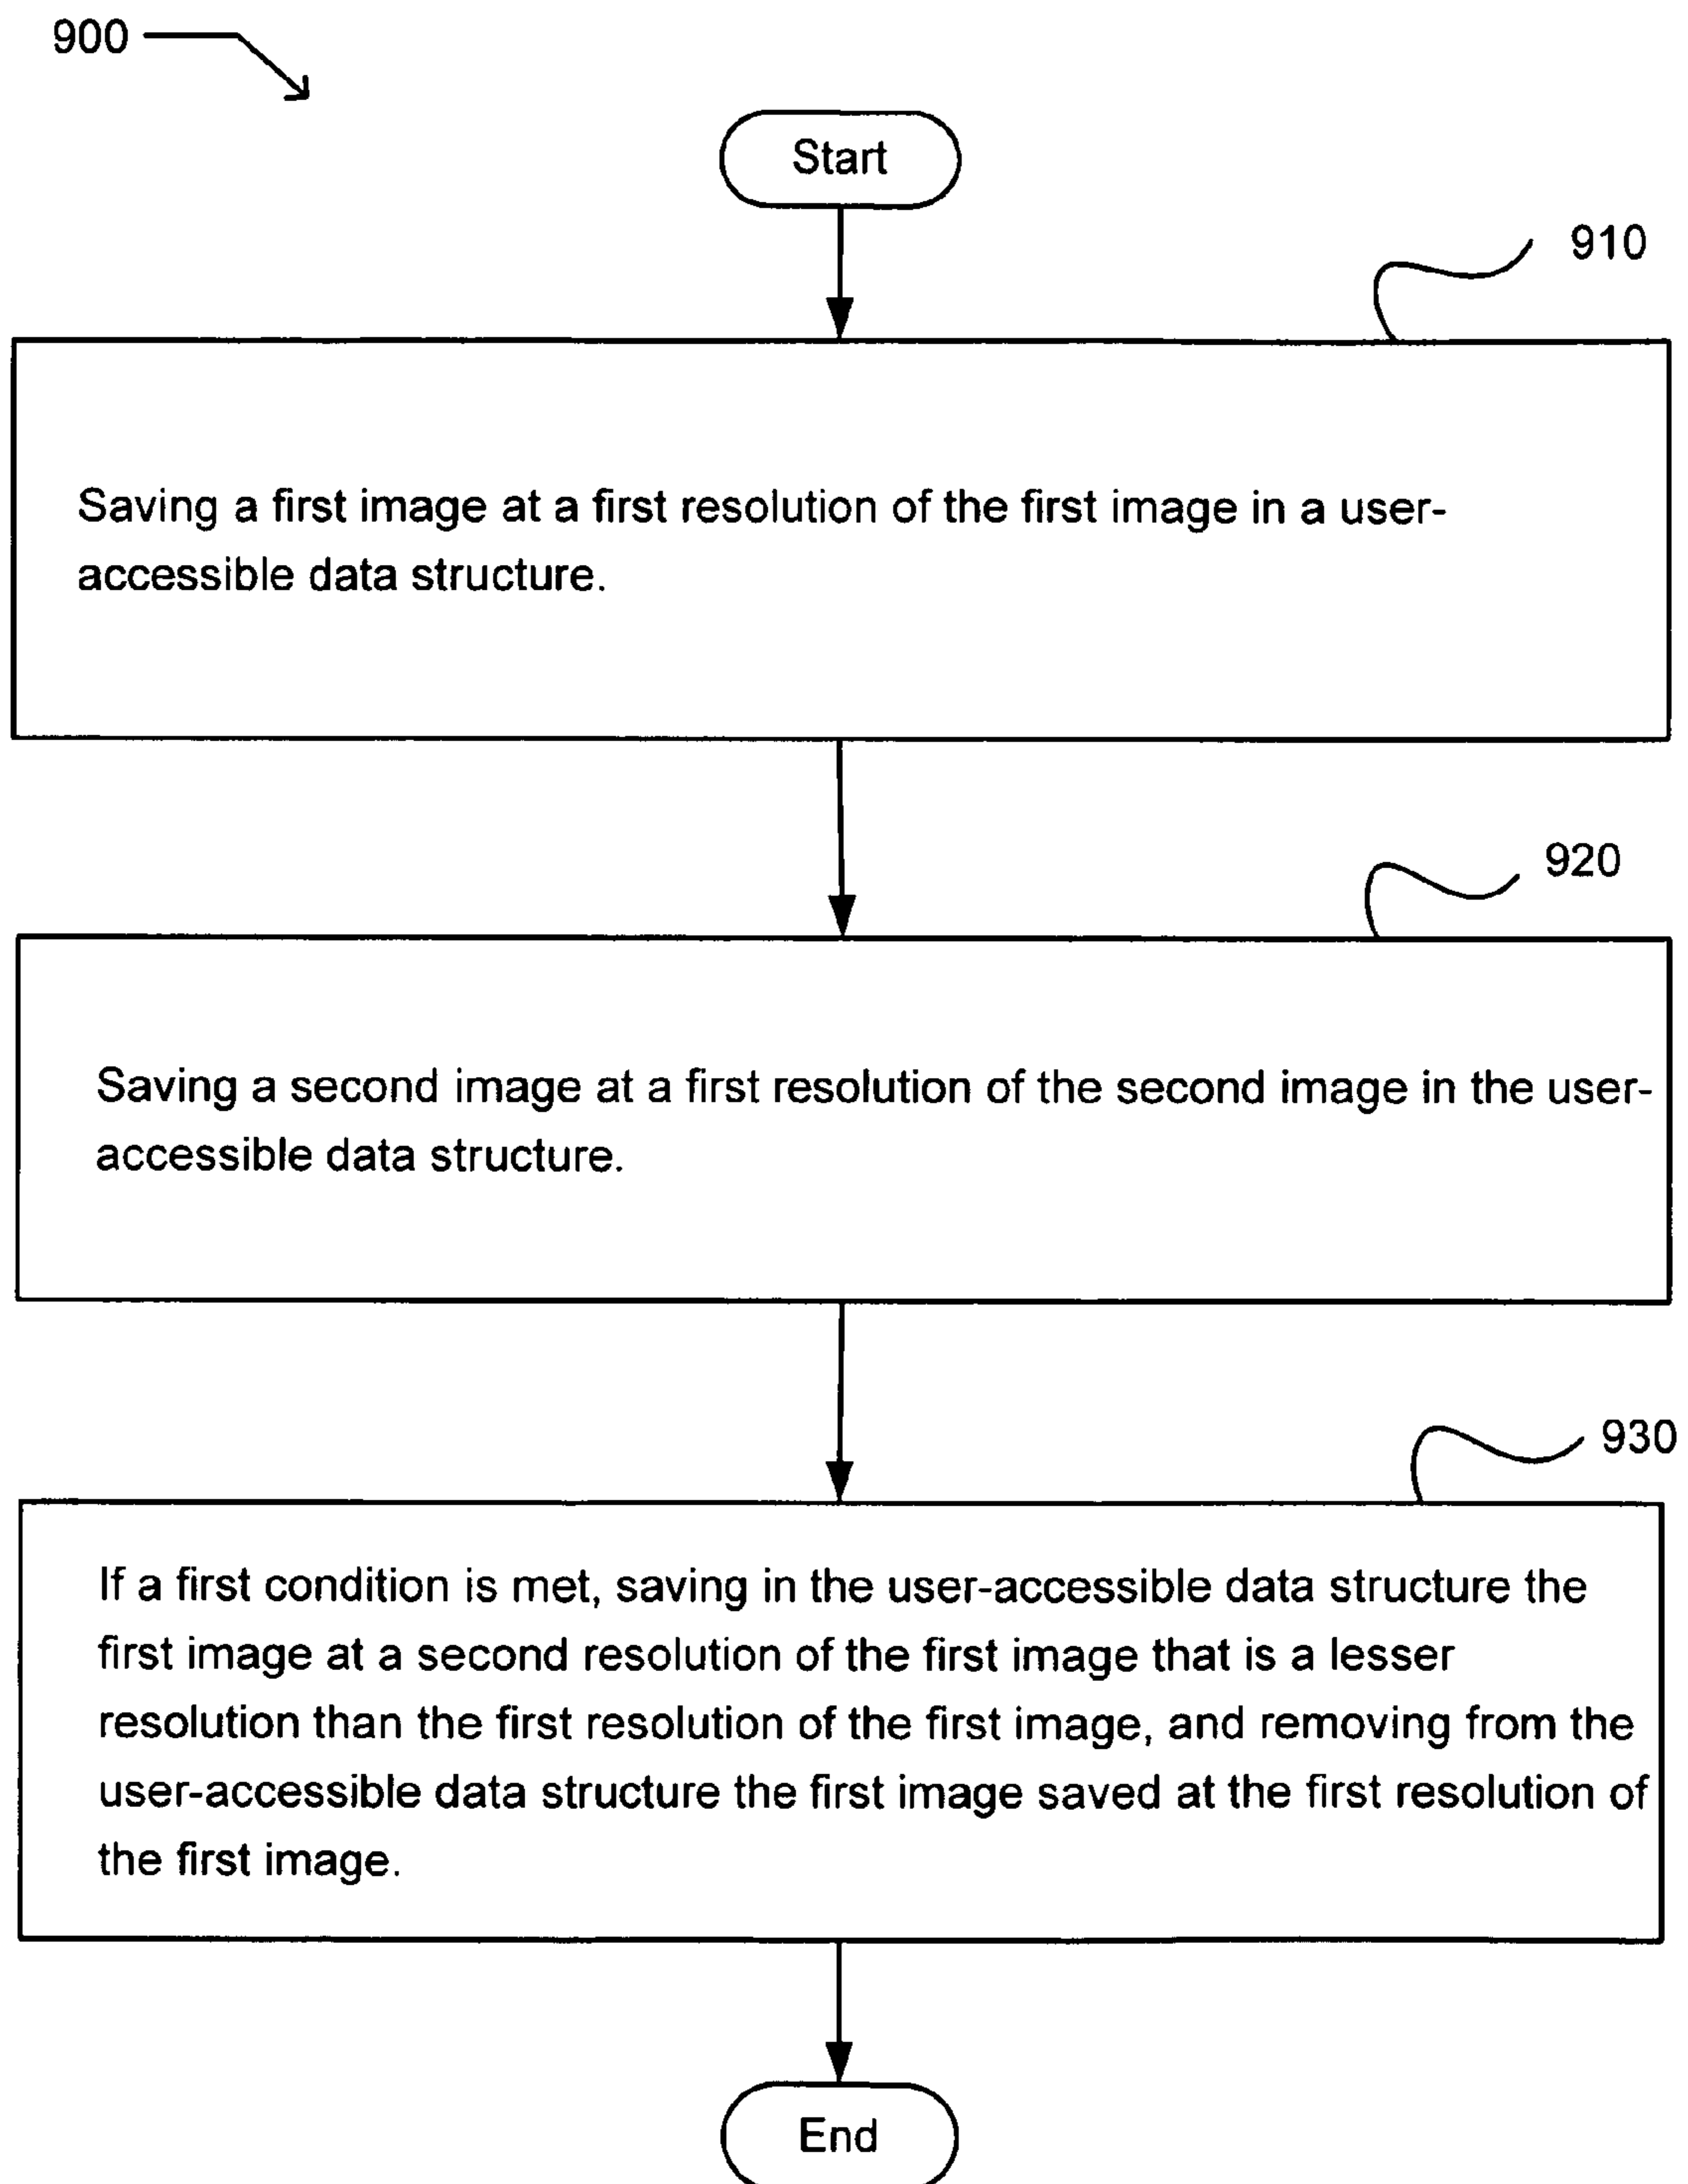 900
Start
910
Saving a first image at a first resolution of the first image in a user-
accessible data structure.
920
Saving a second image at a first resolution of the second image in the user-
accessible data structure.
930
If a first condition is met, saving in the user-accessible data structure the
first image at a second resolution of the first image that is a lesser
resolution than the first resolution of the first image, and removing from the
user-accessible data structure the first image saved at the first resolution of
the first image.
End